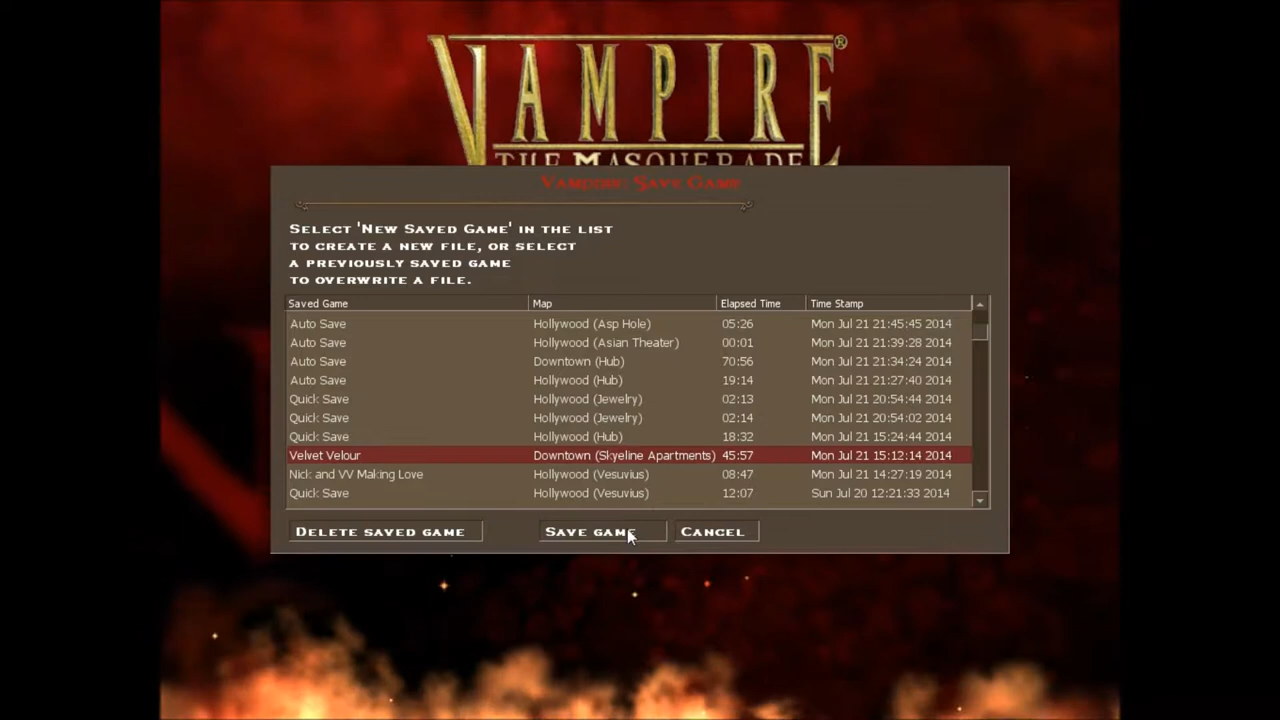 VAMPIRE®
THE MASQUERADE
Vampire: Save Game
Select 'New Saved Game' in the list
to create a new file, or select
a previously saved game
to overwrite a file.
Saved Game Map Elapsed Time Time Stamp
Auto Save Hollywood (Asp Hole) 05:26 Mon Jul 21 21:45:45 2014
Auto Save Hollywood (Asian Theater) 00:01 Mon Jul 21 21:39:28 2014
Auto Save Downtown (Hub) 70:56 Mon Jul 21 21:34:24 2014
Auto Save Hollywood (Hub) 19:14 Mon Jul 21 21:27:40 2014
Quick Save Hollywood (Jewelry) 02:13 Mon Jul 21 20:54:44 2014
Quick Save Hollywood (Jewelry) 02:14 Mon Jul 21 20:54:02 2014
Quick Save Hollywood (Hub) 18:32 Mon Jul 21 15:24:44 2014
Velvet Velour Downtown (Skyeline Apartments) 45:57 Mon Jul 21 15:12:14 2014
Nick and VV Making Love Hollywood (Vesuvius) 08:47 Mon Jul 21 14:27:19 2014
Quick Save Hollywood (Vesuvius) 12:07 Sun Jul 20 12:21:33 2014
Delete saved game Save game Cancel